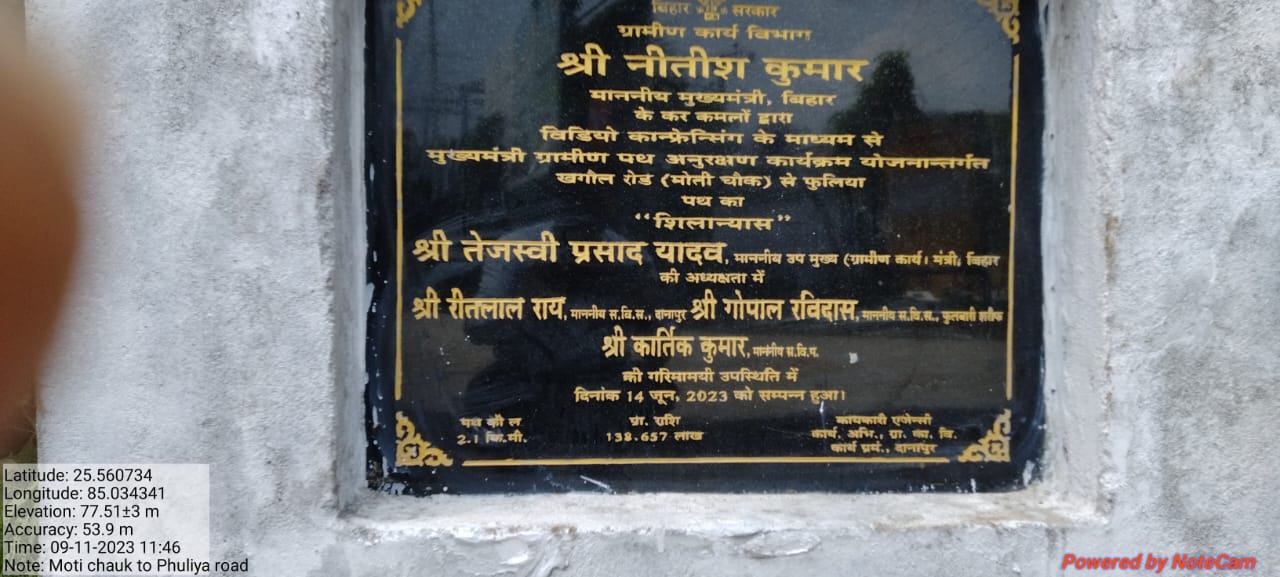 बिहार सरकार
ग्रामीण कार्य विभाग
श्री नीतीश कुमार
माननीय मुख्यमंत्री, बिहार
के कर कमलों द्वारा
विडियो कान्फ्रेन्सिंग के माध्यम से
मुख्यमंत्री ग्रामीण पथ अनुरक्षण कार्यक्रम योजनान्तर्गत
खगौल रोड (मोती चौक) से फुलिया
पथ का
“शिलान्यास”
श्री तेजस्वी प्रसाद यादव, माननीय उप मुख्य (ग्रामीण कार्य। मंत्री, बिहार
की अध्यक्षता में
श्री रीतलाल राय, माननीय स.वि.स., दानापुर श्री गोपाल रविदास, माननीय स.वि.स., फुलवारी शरीफ
श्री कार्तिक कुमार, माननीय स.वि.प.
की गरिमामयी उपस्थिति में
दिनांक 14 जून, 2023 को सम्पन्न हुआ।
पथ की ल प्रा. राशि कायकारी एजेन्सी
2.1 कि.मी. 138.657 लाख कार्य. अभि., ग्रा. का. वि.
कार्य प्रमं., दानापुर
Latitude: 25.560734
Longitude: 85.034341
Elevation: 77.51±3 m
Accuracy: 53.9 m
Time: 09-11-2023 11:46
Note: Moti chauk to Phuliya road
Powered by NoteCam